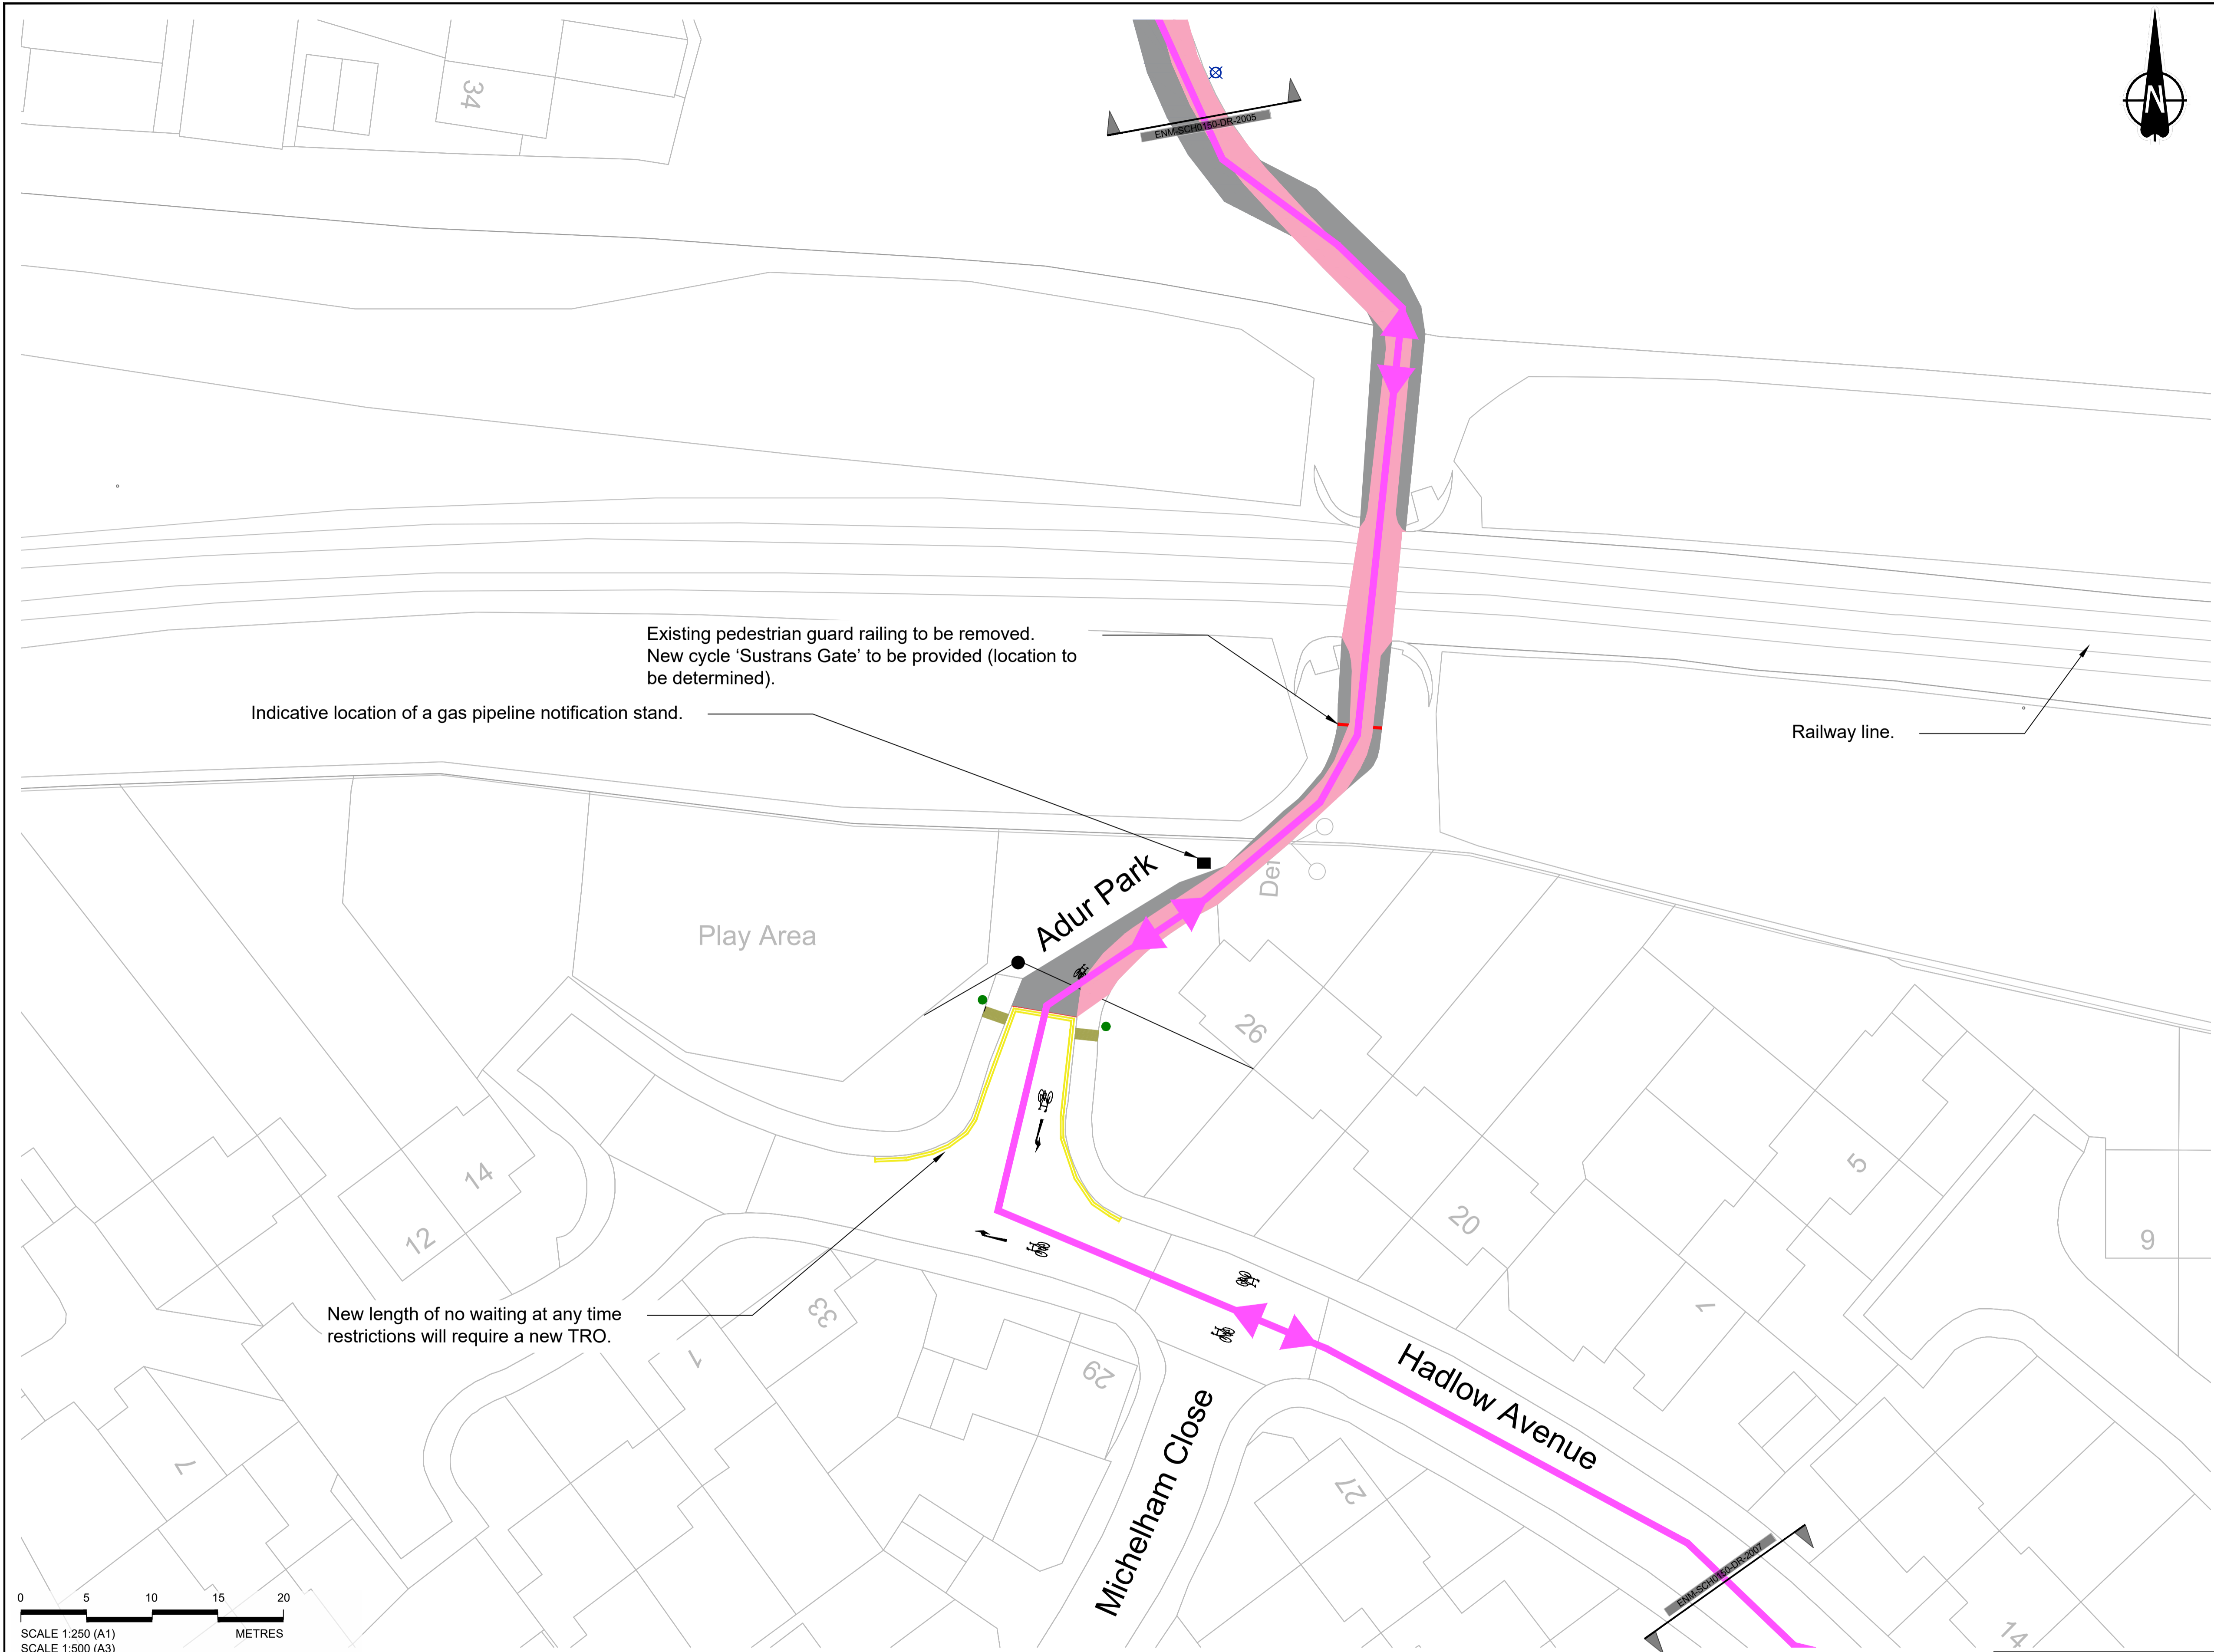 34
ENM-SCH0150-DR-2005
N
Existing pedestrian guard railing to be removed.
New cycle ‘Sustrans Gate’ to be provided (location to
be determined).
Indicative location of a gas pipeline notification stand.
Railway line.
Adur Park
Def
Play Area
26
5
14
20
9
12
New length of no waiting at any time
restrictions will require a new TRO.
33
7
1
29
Hadlow Avenue
Michelham Close
7
27
ENM-SCH0150-DR-2007
14
0 5 10 15 20
SCALE 1:250 (A1) METRES
SCALE 1:500 (A3)